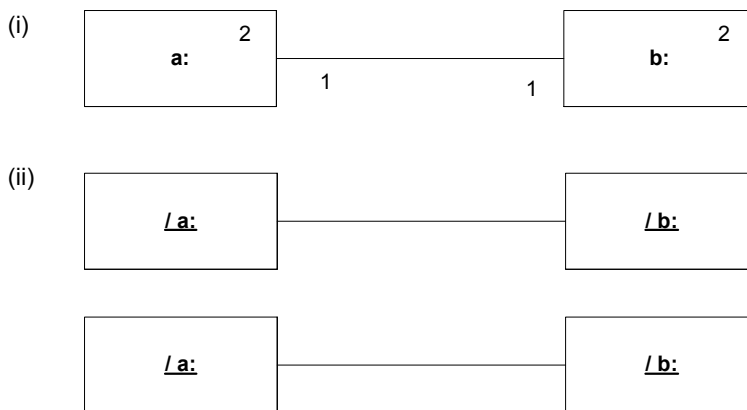 (i)
2 2
a: b:
1 1
(ii)
/ a: / b:
/ a: / b: